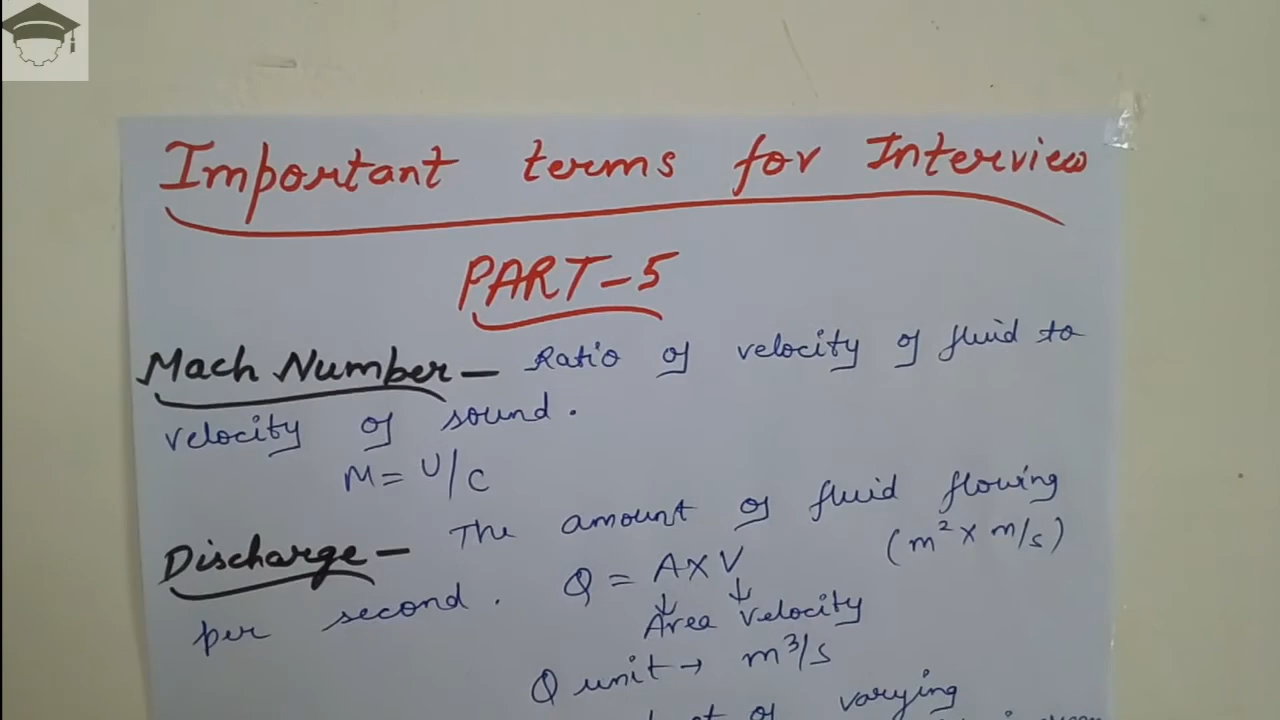 Important terms for Interview
PART-5
Mach Number - Ratio of velocity of fluid to
velocity of sound.
M = U/C
Discharge - The amount of fluid flowing
per second. Q = A x V (m² x m/s)
↓ ↓
Area Velocity
Q unit → m³/s
of varying